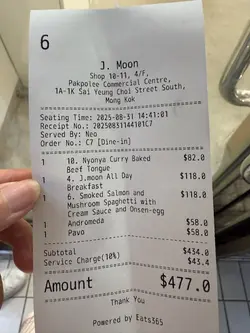 6
J. Moon
Shop 10-11, 4/F,
Pakpolee Commercial Centre,
1A-1K Sai Yeung Choi Street South,
Mong Kok
Seating Time: 2025-08-31 14:41:01
Receipt No.: 20250831144101C7
Served By: Neo
Order No.: C7 [Dine-in]
1 10. Nyonya Curry Baked $82.0
Beef Tongue
1 4. J.moon All Day $118.0
Breakfast
1 6. Smoked Salmon and $118.0
Mushroom Spaghetti with
Cream Sauce and Onsen-egg
1 Andromeda $58.0
1 Pavo $58.0
Subtotal $434.0
Service Charge(10%) $43.4
Amount $477.0
Thank You
Powered by Eats365